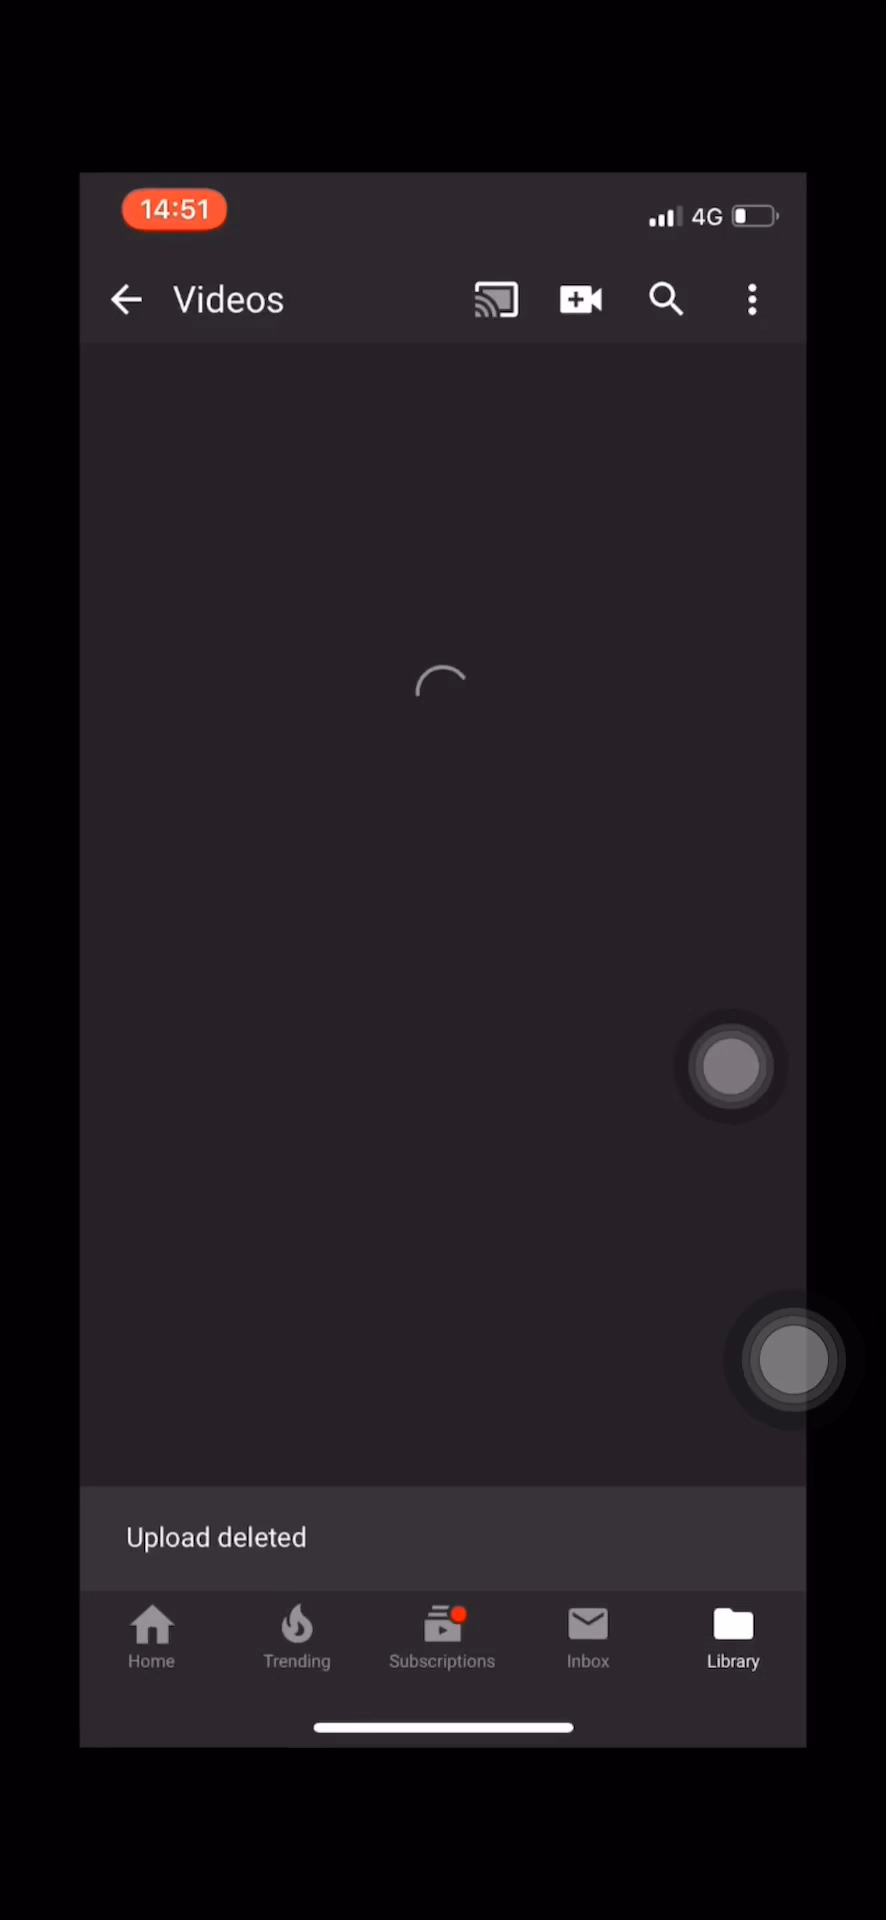 14:51
4G
Videos
Upload deleted
Home
Trending
Subscriptions
Inbox
Library